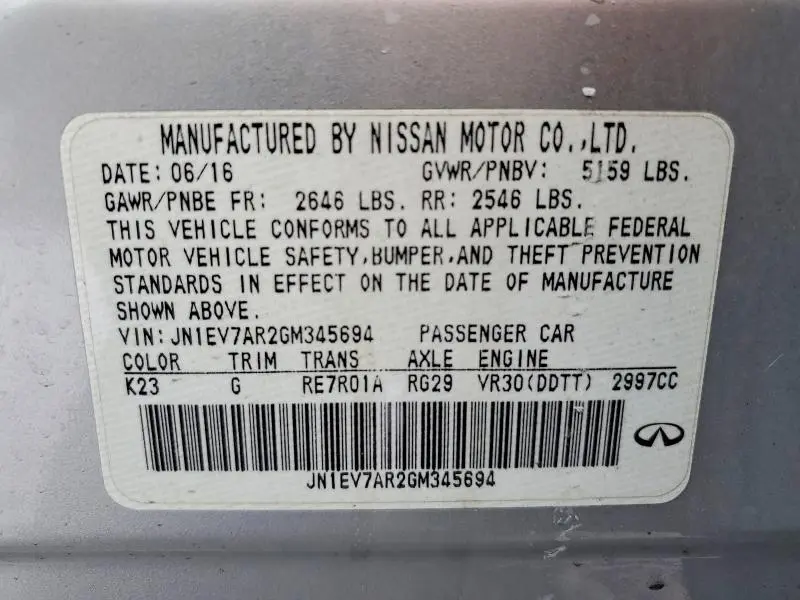 MANUFACTURED BY NISSAN MOTOR CO.,LTD.
DATE: 06/16 GVWR/PNBV: 5159 LBS.
GAWR/PNBE FR: 2646 LBS. RR: 2546 LBS.
THIS VEHICLE CONFORMS TO ALL APPLICABLE FEDERAL
MOTOR VEHICLE SAFETY,BUMPER,AND THEFT PREVENTION
STANDARDS IN EFFECT ON THE DATE OF MANUFACTURE
SHOWN ABOVE.
VIN:JN1EV7AR2GM345694 PASSENGER CAR
COLOR TRIM TRANS AXLE ENGINE
K23 G RE7R01A RG29 VR30(DDTT) 2997CC
JN1EV7AR2GM345694